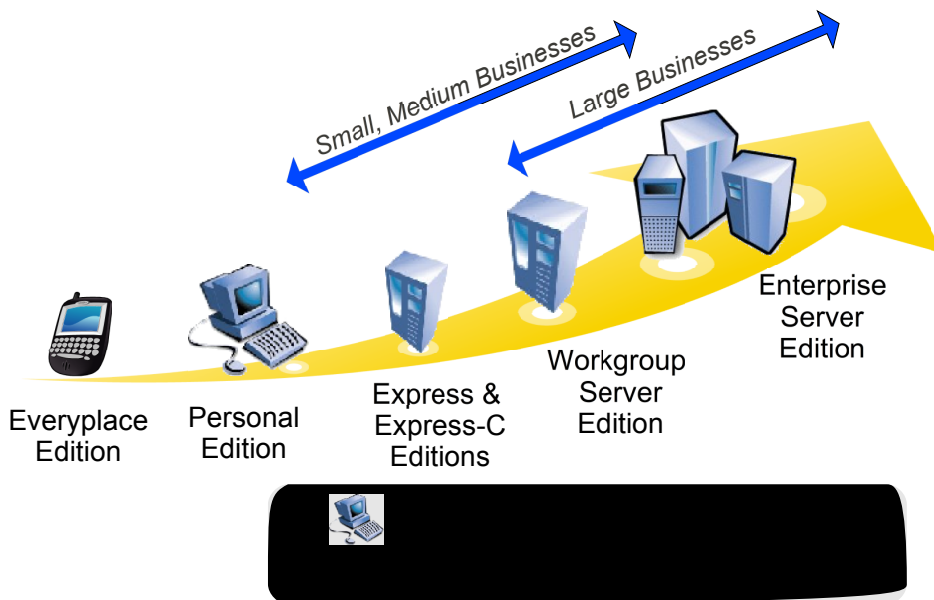 Small, Medium Businesses
Large Businesses
Everyplace
Edition
Personal
Edition
Express &
Express-C
Editions
Workgroup
Server
Edition
Enterprise
Server
Edition